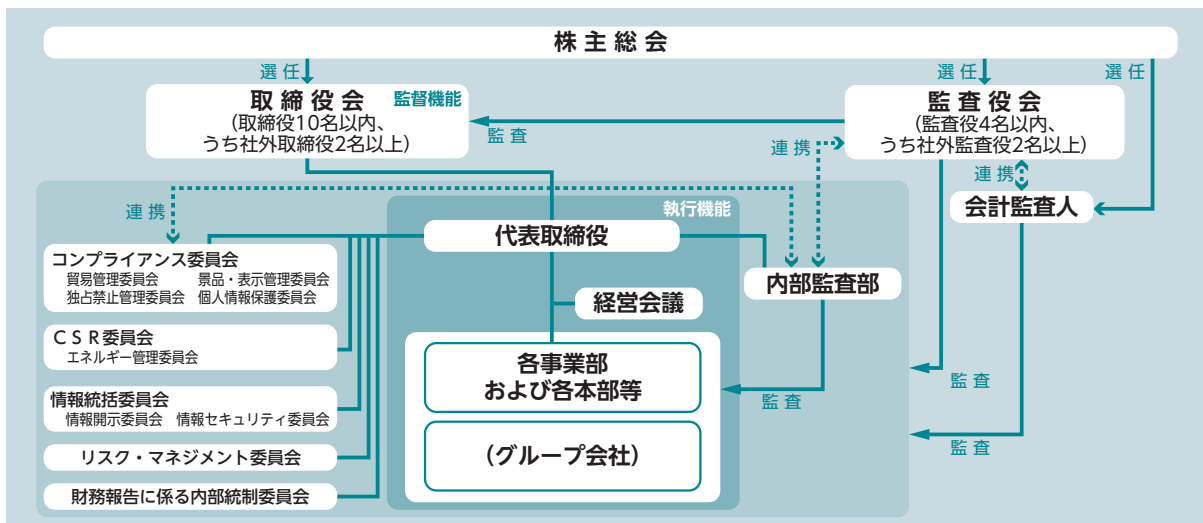 株主総会
選任
選任
選任
取締役会
監督機能
(取締役10名以内、
うち社外取締役2名以上)
監査
監査役会
(監査役4名以内、
うち社外監査役2名以上)
連携
連携
会計監査人
連携
執行機能
代表取締役
コンプライアンス委員会
貿易管理委員会 景品・表示管理委員会
独占禁止管理委員会 個人情報保護委員会
内部監査部
経営会議
CSR委員会
エネルギー管理委員会
各事業部
および各本部等
監査
監査
情報統括委員会
情報開示委員会 情報セキュリティ委員会
監査
リスク・マネジメント委員会
(グループ会社)
財務報告に係る内部統制委員会